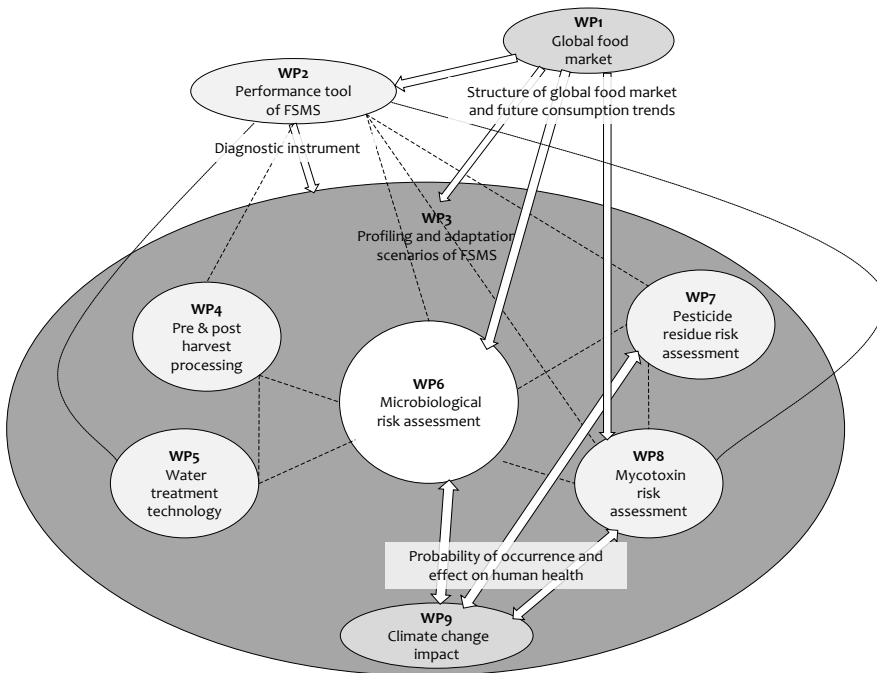 WP1
Global food
market
WP2
Performance tool
of FSMS
Structure of global food market
and future consumption trends
Diagnostic instrument
WP3
Profiling and adaptation
scenarios of FSMS
WP4
Pre & post
harvest
processing
WP7
Pesticide
residue risk
assessment
WP6
Microbiological
risk assessment
WP5
Water
treatment
technology
WP8
Mycotoxin
risk
assessment
Probability of occurrence and
effect on human health
WP9
Climate change
impact